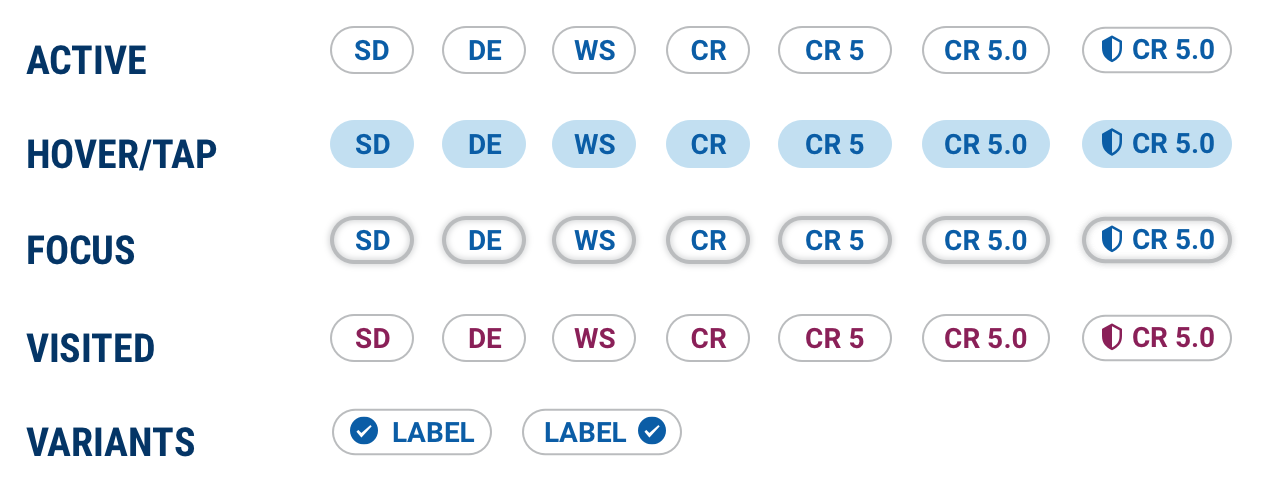 ACTIVE SD DE WS CR CR 5 CR 5.0 CR 5.0
HOVER/TAP SD DE WS CR CR 5 CR 5.0 CR 5.0
FOCUS SD DE WS CR CR 5 CR 5.0 CR 5.0
VISITED SD DE WS CR CR 5 CR 5.0 CR 5.0
VARIANTS LABEL LABEL